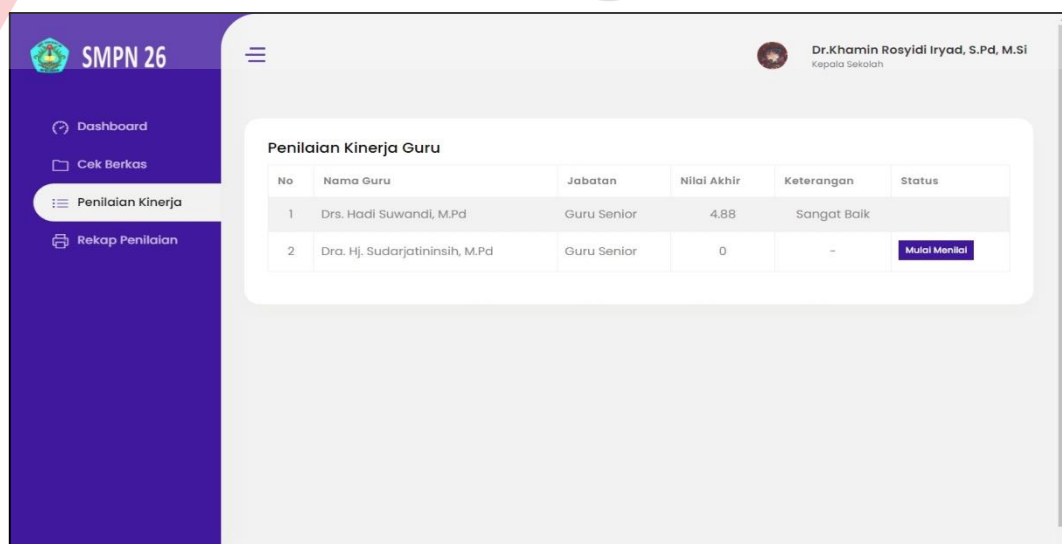 SMPN 26
Dr.Khamin Rosyidi Iryad, S.Pd, M.Si
Kepala Sekolah
Dashboard
Cek Berkas
Penilaian Kinerja
Rekap Penilaian
Penilaian Kinerja Guru
No Nama Guru Jabatan Nilai Akhir Keterangan Status
1 Drs. Hadi Suwandi, M.Pd Guru Senior 4.88 Sangat Baik
2 Dra. Hj. Sudarjatininsih, M.Pd Guru Senior 0 - Mulai Menilai